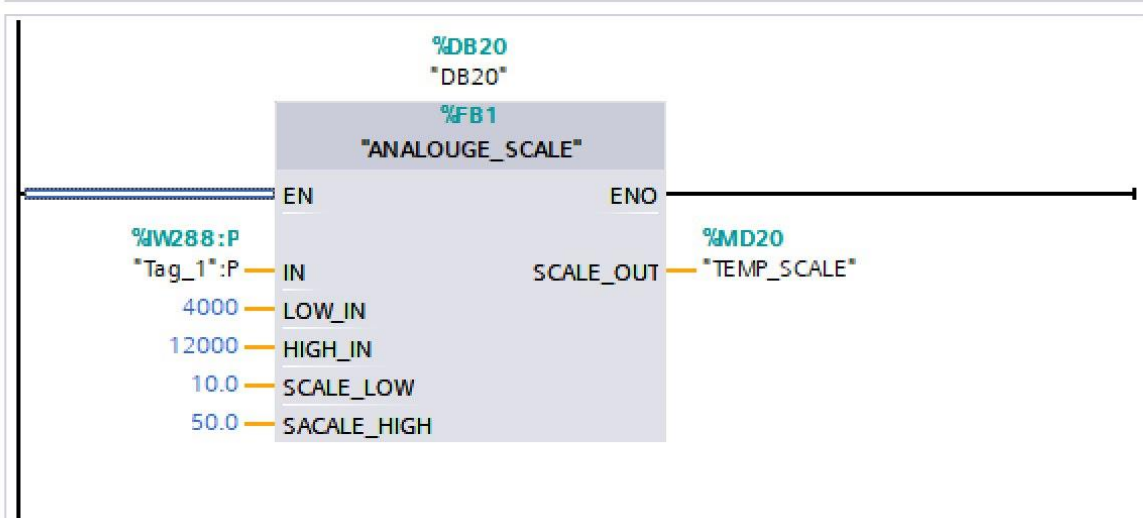 %DB20
"DB20"
%FB1
"ANALOUGE_SCALE"
EN ENO
%IW288:P
"Tag_1":P IN
%MD20
SCALE_OUT "TEMP_SCALE"
4000 LOW_IN
12000 HIGH_IN
10.0 SCALE_LOW
50.0 SACALE_HIGH